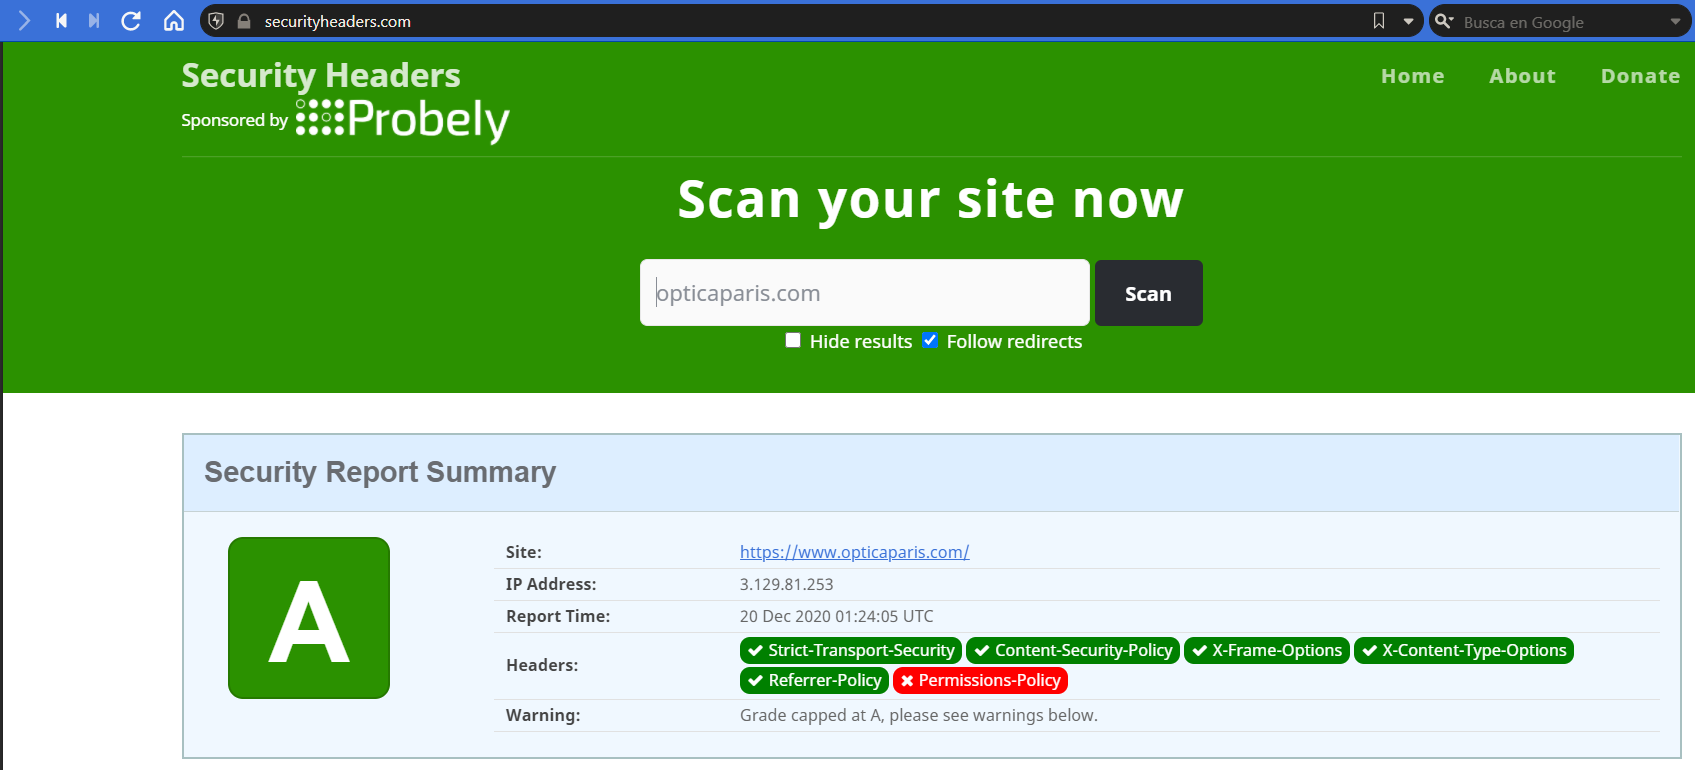 securityheaders.com
Busca en Google
Security Headers
Home About Donate
Sponsored by Probely
Scan your site now
opticaparis.com
Scan
Hide results Follow redirects
Security Report Summary
A
Site: https://www.opticaparis.com/
IP Address: 3.129.81.253
Report Time: 20 Dec 2020 01:24:05 UTC
Headers: Strict-Transport-Security Content-Security-Policy X-Frame-Options X-Content-Type-Options
Referrer-Policy Permissions-Policy
Warning: Grade capped at A, please see warnings below.